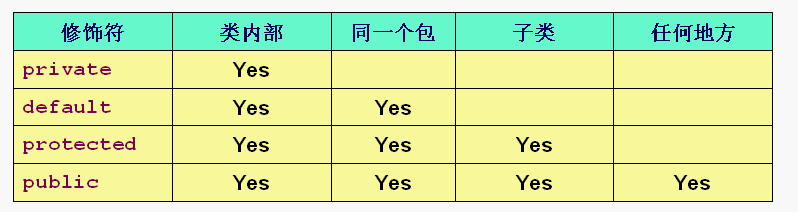 修饰符 类内部 同一个包 子类 任何地方
private Yes
default Yes Yes
protected Yes Yes Yes
public Yes Yes Yes Yes